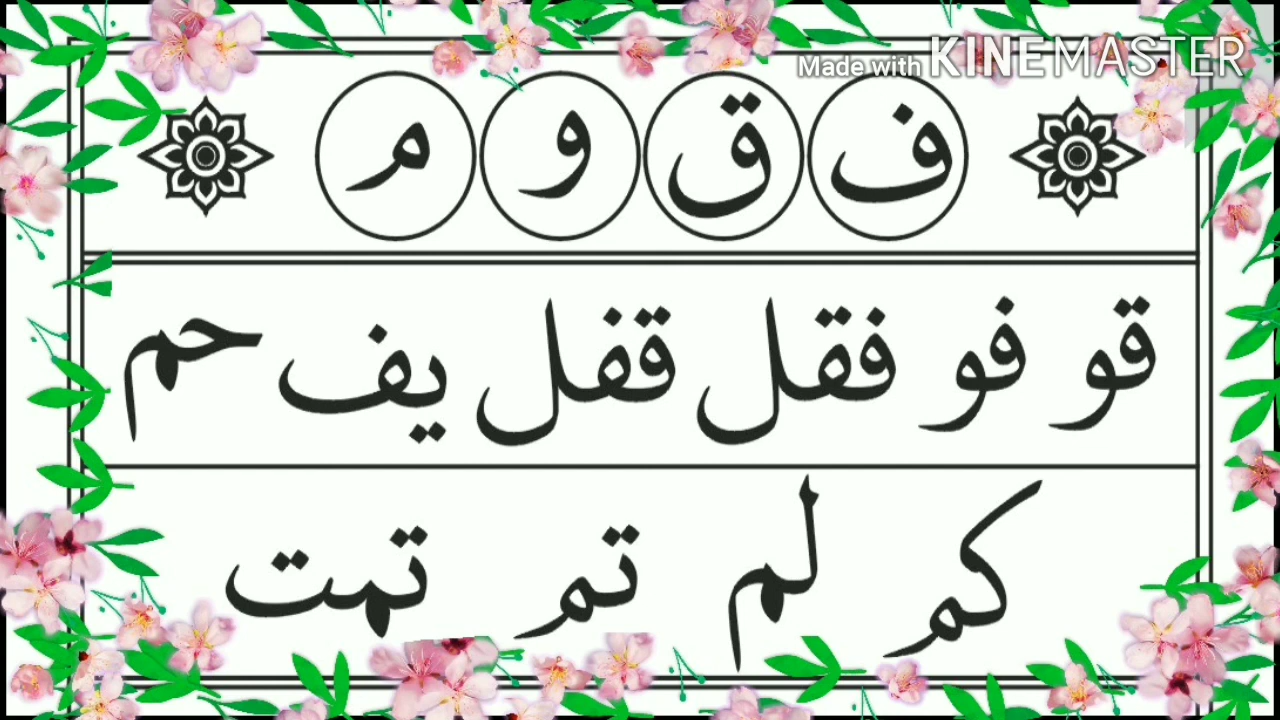 Made with KINEMASTER
ف ق و م
قو فو فقل قفل يف حم
كم لم تم تمت